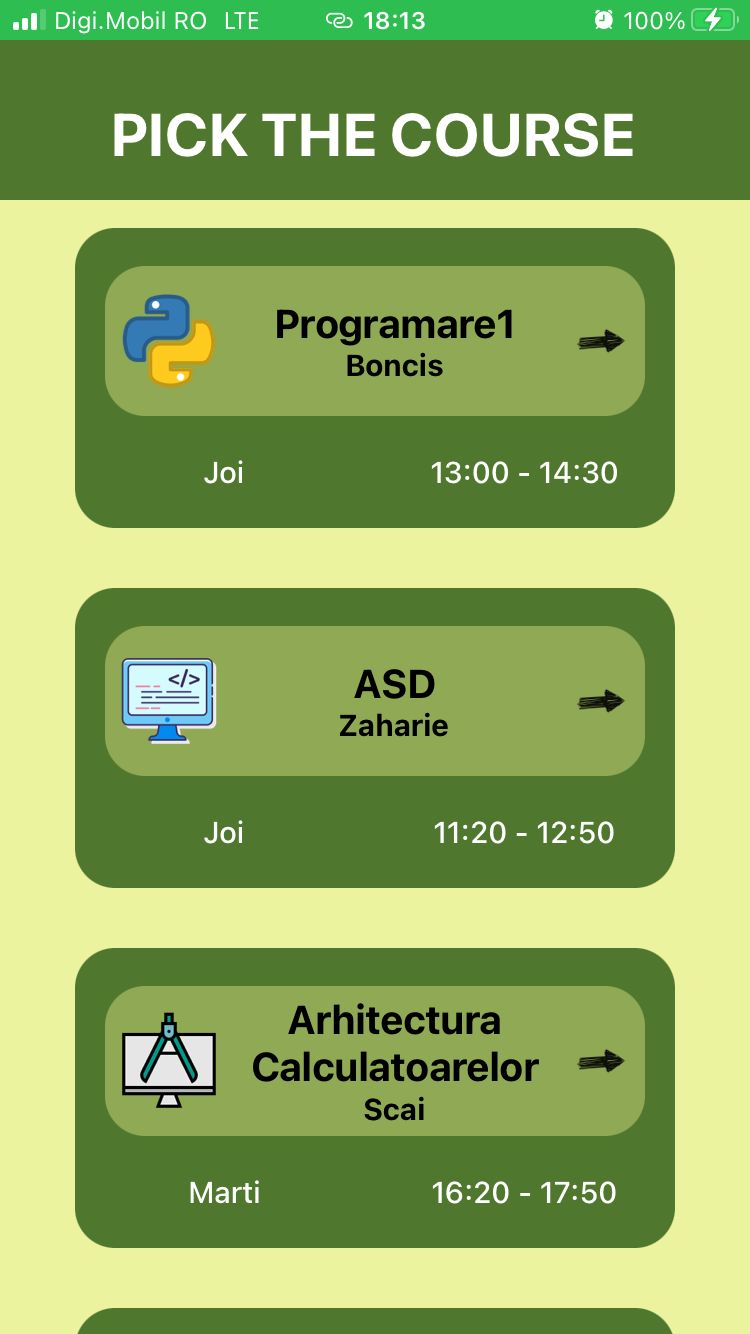 Digi.Mobil RO LTE 18:13 100%
PICK THE COURSE
Programare1
Boncis
Joi 13:00 - 14:30
</>
ASD
Zaharie
Joi 11:20 - 12:50
Arhitectura
Calculatoarelor
Scai
Marti 16:20 - 17:50